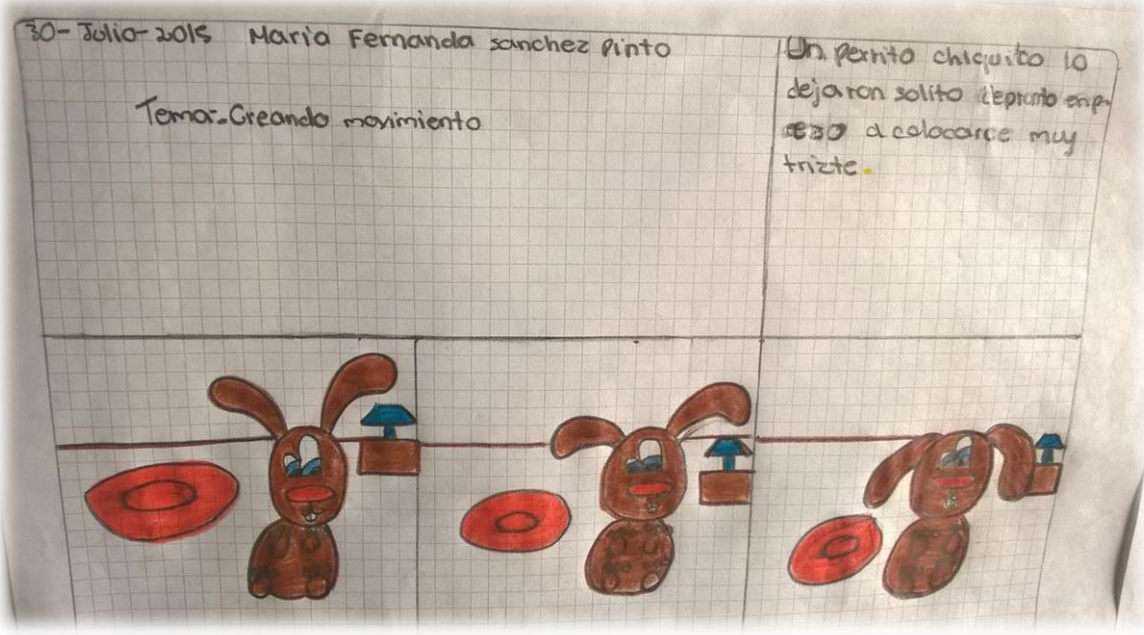 30-Julio-2015 Maria Fernanda sanchez Pinto
Tema:-Creando movimiento
Un perrito chiquito lo
dejaron solito depronto enp-
ezo a colocarce muy
trizte.